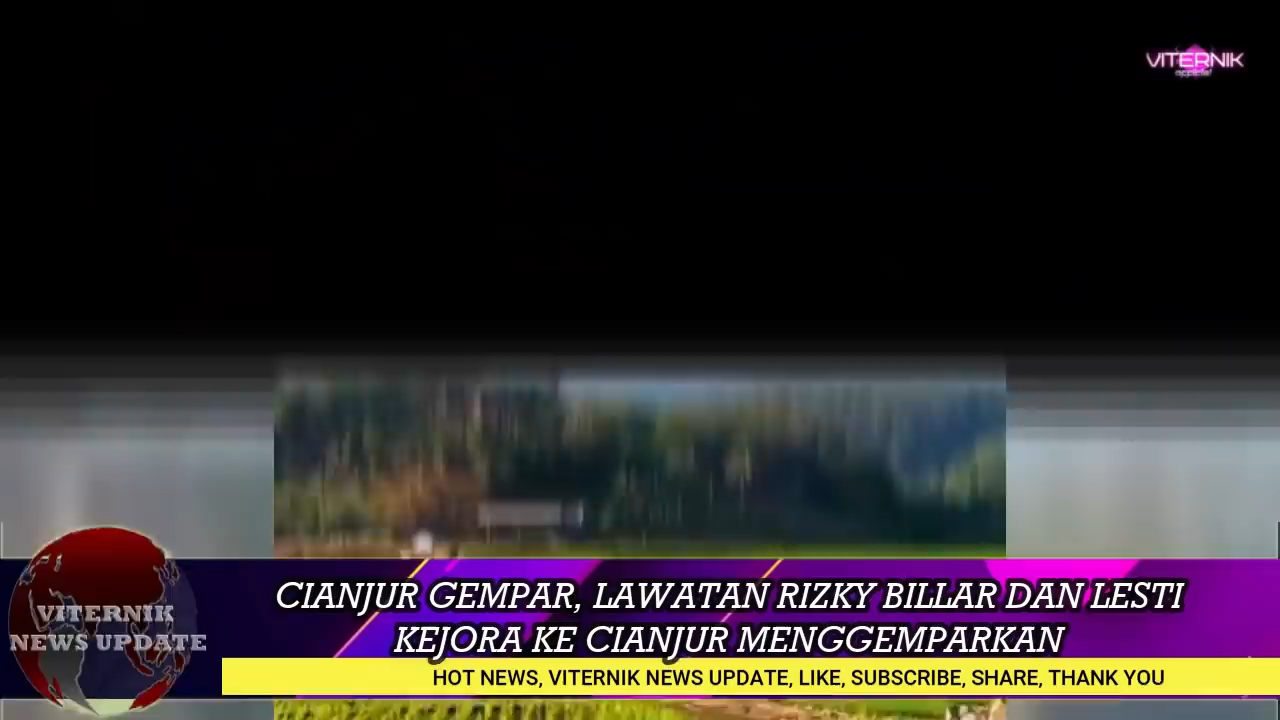 VITERNIK
CIANJUR GEMPAR, LAWATAN RIZKY BILLAR DAN LESTI
KEJORA KE CIANJUR MENGGEMPARKAN
VITERNIK
NEWS UPDATE
HOT NEWS, VITERNIK NEWS UPDATE, LIKE, SUBSCRIBE, SHARE, THANK YOU